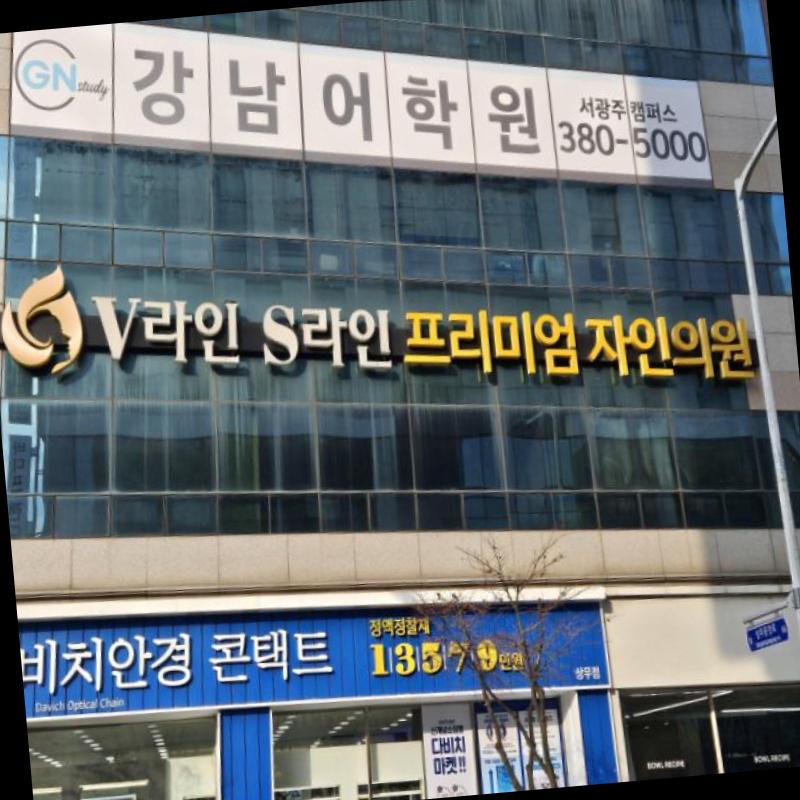 GN study 강남어학원
서광주캠퍼스
380-5000
V라인 S라인 프리미엄 자인의원
비치안경 콘택트
Davich Optical Chain
정액정찰제
13579만원
상무점
다비치
마켓!!
BOWL RECIPE
BOWL RECIPE